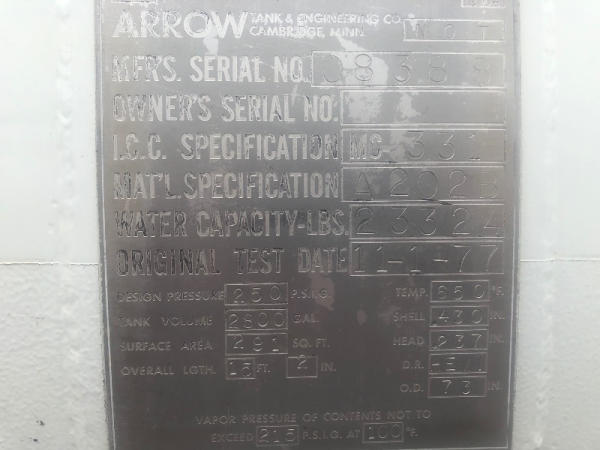 ARROW TANK & ENGINEERING CO.
CAMBRIDGE, MINN.
MFR'S. SERIAL NO.
OWNER'S SERIAL NO.
I.C.C. SPECIFICATION MC- 331
MAT'L. SPECIFICATION A202B
WATER CAPACITY-LBS. 23324
ORIGINAL TEST DATE 11-1-77
DESIGN PRESSURE 250 P.S.I.G. TEMP. 650 °F.
TANK VOLUME 2800 GAL. SHELL .430 IN.
SURFACE AREA 291 SQ. FT. HEAD .237 IN.
OVERALL LGTH. 15 FT. 2 IN. D.R.
O.D. 73 IN.
VAPOR PRESSURE OF CONTENTS NOT TO
EXCEED 215 P.S.I.G. AT 100 °F.